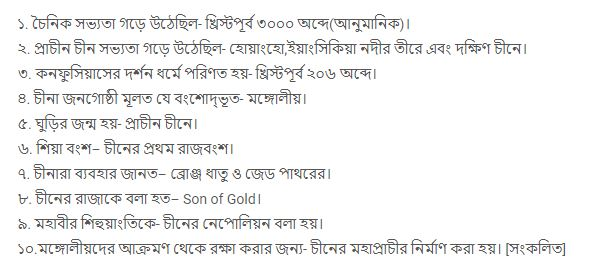 ১. চৈনিক সভ্যতা গড়ে উঠেছিল- খ্রিস্টপূর্ব ৩০০০ অব্দে(আনুমানিক)।
২. প্রাচীন চীন সভ্যতা গড়ে উঠেছিল- হোয়াংহো,ইয়াংসিকিয়া নদীর তীরে এবং দক্ষিণ চীনে।
৩. কনফুসিয়াসের দর্শন ধর্মে পরিণত হয়- খ্রিস্টপূর্ব ২০৬ অব্দে।
৪. চীনা জনগোষ্ঠী মূলত যে বংশোদ্ভূত- মঙ্গোলীয়।
৫. ঘুড়ির জন্ম হয়- প্রাচীন চীনে।
৬. শিয়া বংশ– চীনের প্রথম রাজবংশ।
৭. চীনারা ব্যবহার জানত– ব্রোঞ্জ ধাতু ও জেড পাথরের।
৮. চীনের রাজাকে বলা হত– Son of Gold।
৯. মহাবীর শিহুয়াংতিকে- চীনের নেপোলিয়ন বলা হয়।
১০.মঙ্গোলীয়দের আক্রমণ থেকে রক্ষা করার জন্য- চীনের মহাপ্রাচীর নির্মাণ করা হয়। [সংকলিত]